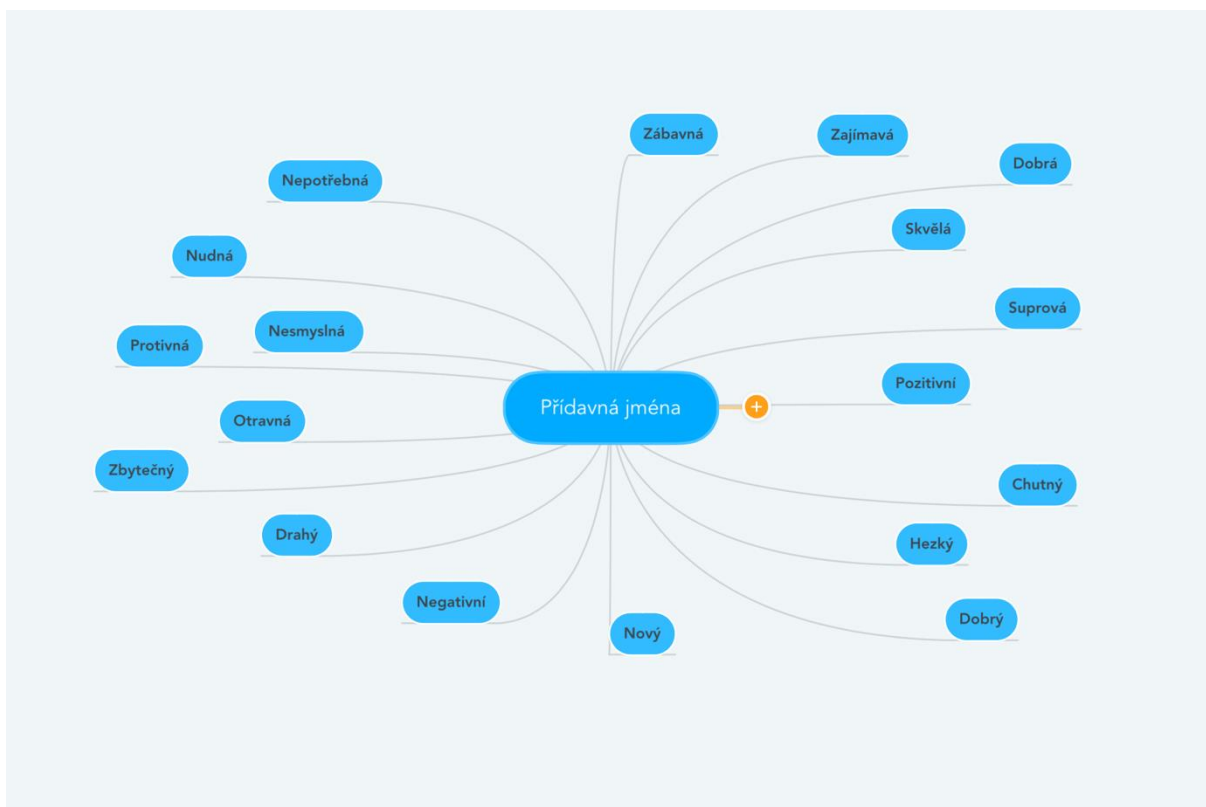 Zábavná
Zajímavá
Dobrá
Nepotřebná
Skvělá
Nudná
Suprová
Nesmyslná
Protivná
Pozitivní
Přídavná jména
Otravná
Zbytečný
Chutný
Drahý
Hezký
Negativní
Dobrý
Nový